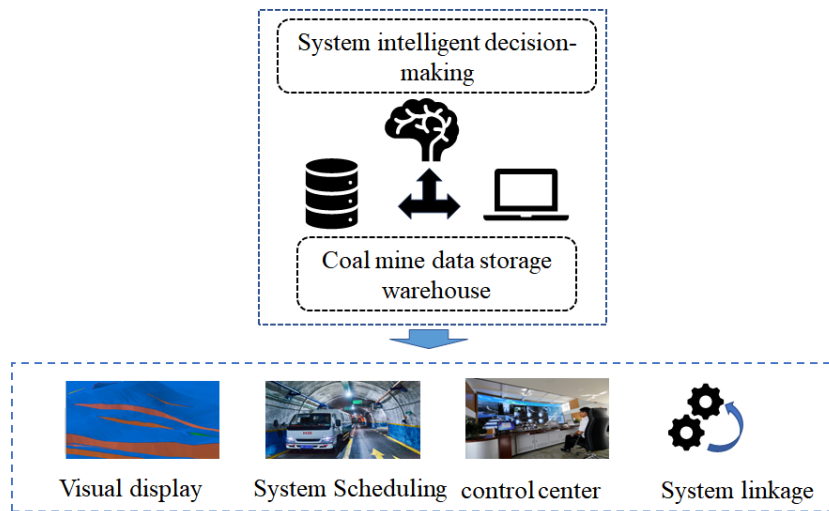 System intelligent decision-
making
Coal mine data storage
warehouse
Visual display
System Scheduling
control center
System linkage